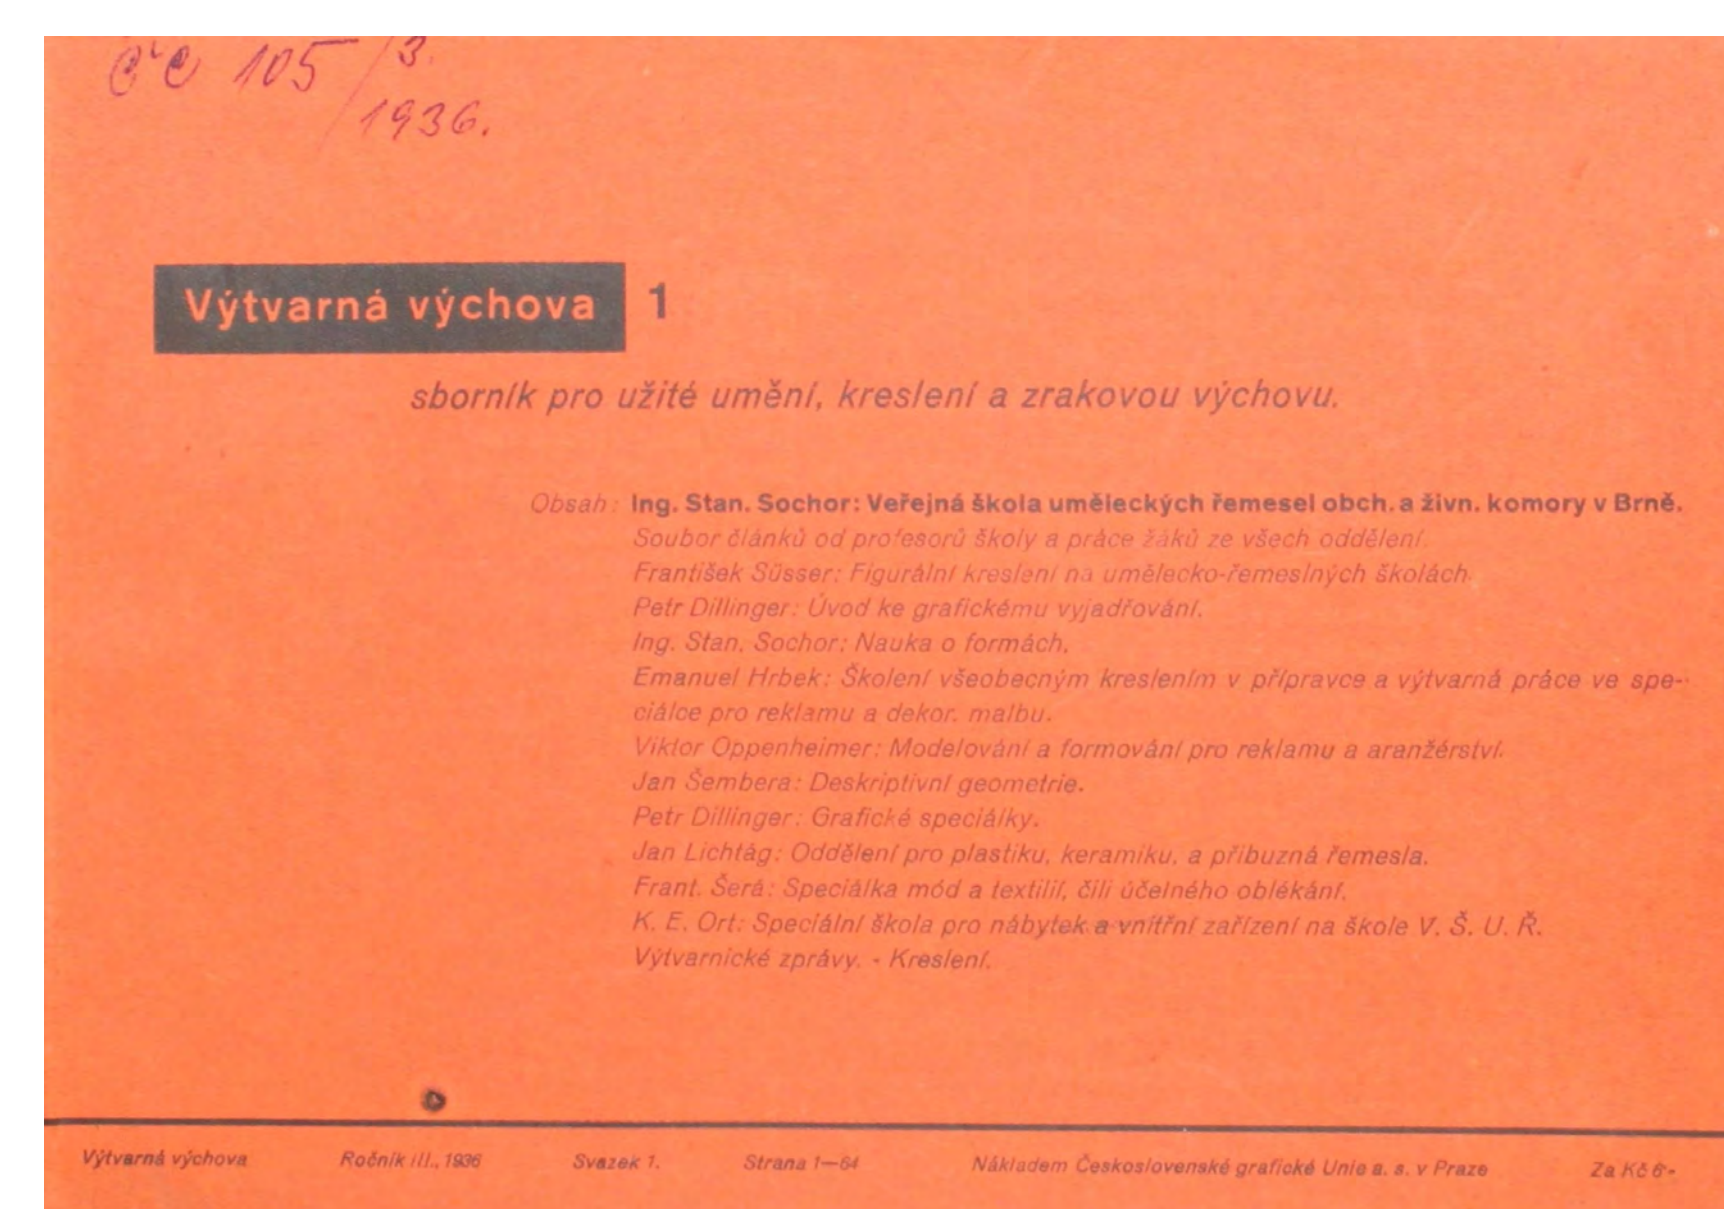 čč 105/3.
1936.
Výtvarná výchova 1
sborník pro užité umění, kreslení a zrakovou výchovu.
Obsah: Ing. Stan. Sochor: Veřejná škola uměleckých řemesel obch. a živn. komory v Brně.
Soubor článků od profesorů školy a práce žáků ze všech oddělení.
František Süsser: Figurální kreslení na umělecko-řemeslných školách.
Petr Dillinger: Úvod ke grafickému vyjadřování.
Ing. Stan. Sochor: Nauka o formách.
Emanuel Hrbek: Školení všeobecným kreslením v přípravce a výtvarná práce ve spe-
ciálce pro reklamu a dekor. malbu.
Viktor Oppenheimer: Modelování a formování pro reklamu a aranžérství.
Jan Šembera: Deskriptivní geometrie.
Petr Dillinger: Grafické speciálky.
Jan Lichtág: Oddělení pro plastiku, keramiku, a příbuzná řemesla.
Frant. Šerá: Speciálka mód a textilií, čili účelného oblékání.
K. E. Ort: Speciální škola pro nábytek a vnitřní zařízení na škole V. Š. U. Ř.
Výtvarnické zprávy. - Kreslení.
Výtvarná výchova Ročník III., 1936 Svazek 1. Strana 1—64 Nákladem Československé grafické Unie a. s. v Praze Za Kč 6·-